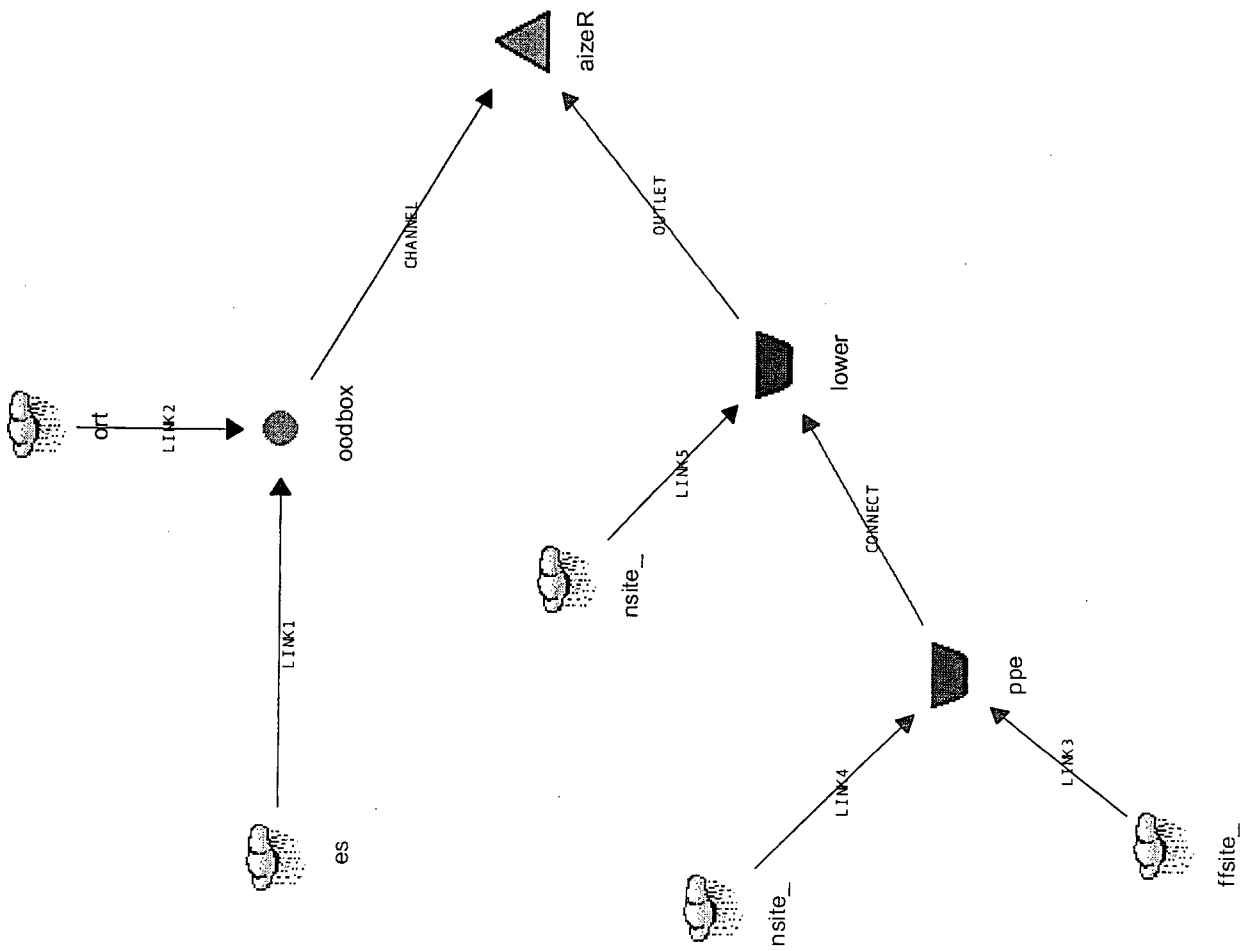 ort
LINK2
oodbox
LINK1
es
CHANNEL
aizeR
OUTLET
lower
LINK5
nsite_
CONNECT
ppe
LINK4
nsite_
LINK3
ffsite_